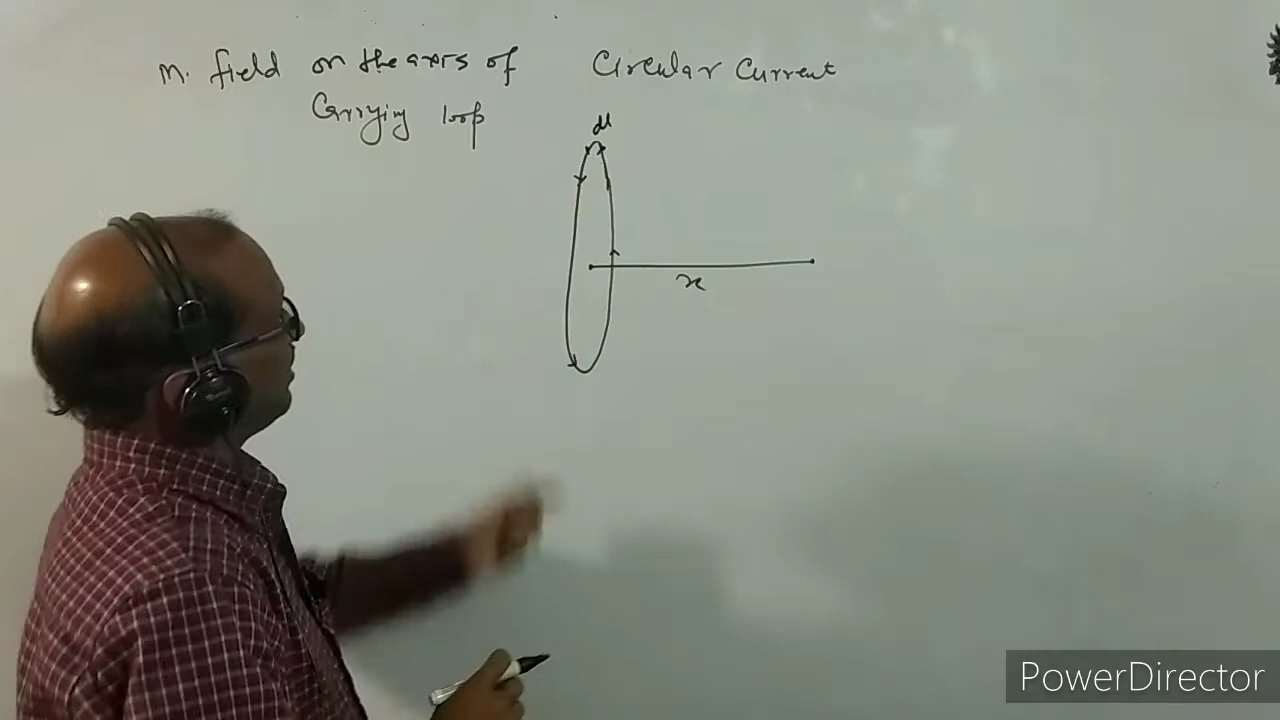 M. field on the axis of Circular Current
Carrying loop
dl
x
PowerDirector